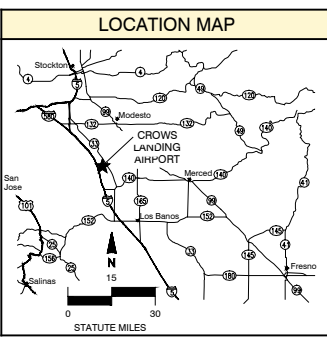 LOCATION MAP
Stockton
4
4
5
49
120
120
580
99
Modesto
132
132
49
140
33
CROWS
LANDING
AIRPORT
San
Jose
140
Merced
140
41
101
5
165
99
152
Los Banos
152
25
156
25
N
33
145
145
41
15
Salinas
180
Fresno
99
0
30
5
STATUTE MILES